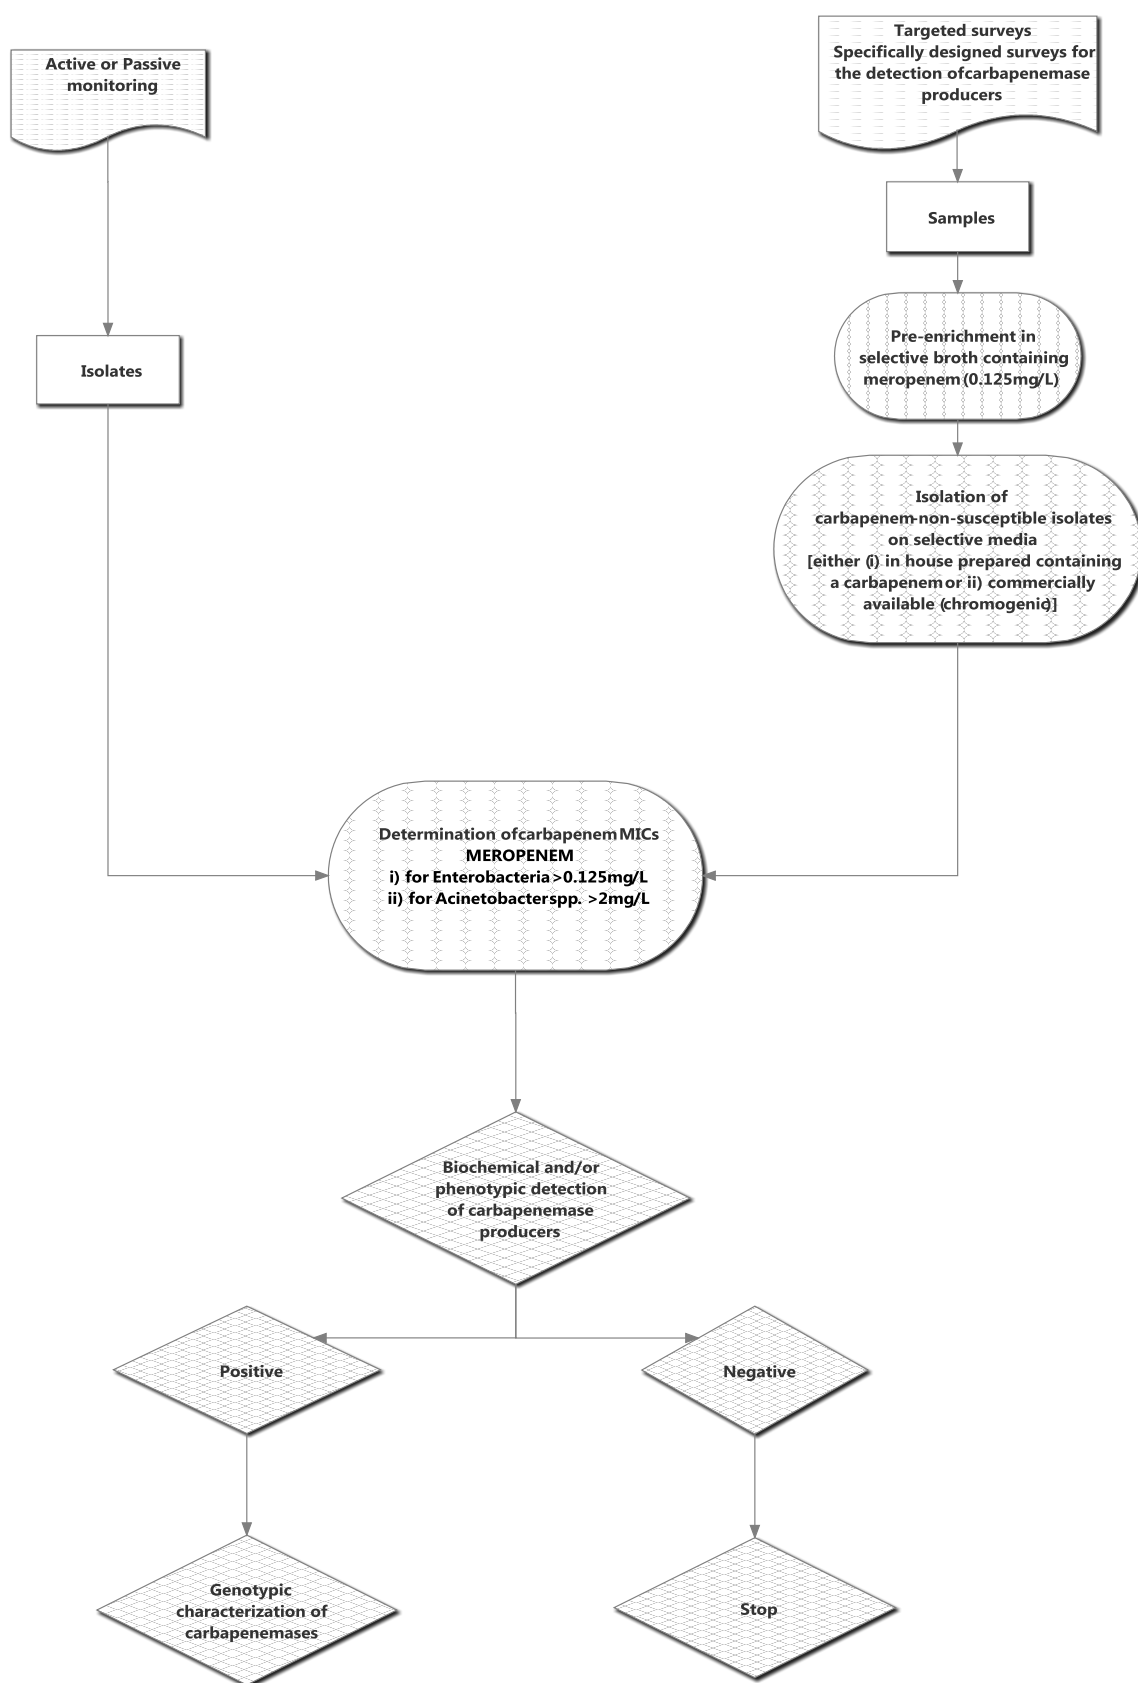 Active or Passive
monitoring
Targeted surveys
Specifically designed surveys for
the detection ofcarbapenemase
producers
Samples
Isolates
Pre-enrichment in
selective broth containing
meropenem (0.125mg/L)
Isolation of
carbapenem-non-susceptible isolates
on selective media
[either (i) in house prepared containing
a carbapenem or ii) commercially
available (chromogenic)]
Determination ofcarbapenem MICs
MEROPENEM
i) for Enterobacteria >0.125mg/L
ii) for Acinetobacter spp. >2mg/L
Biochemical and/or
phenotypic detection
of carbapenemase
producers
Positive
Negative
Genotypic
characterization of
carbapenemases
Stop